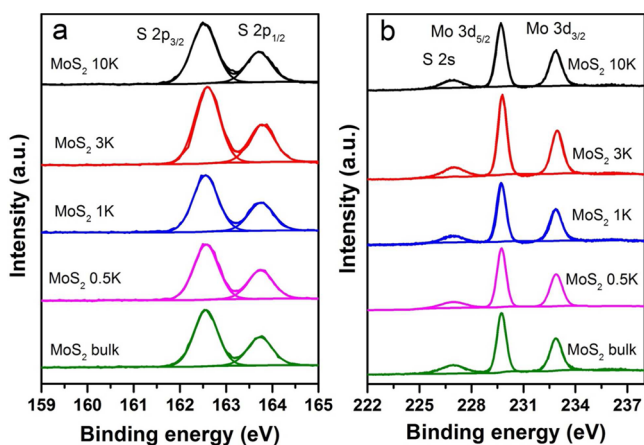 a
S 2p3/2
S 2p1/2
MoS2 10K
MoS2 3K
MoS2 1K
MoS2 0.5K
MoS2 bulk
Intensity (a.u.)
159 160 161 162 163 164 165
Binding energy (eV)
b
Mo 3d5/2
Mo 3d3/2
S 2s
MoS2 10K
MoS2 3K
MoS2 1K
MoS2 0.5K
MoS2 bulk
Intensity (a.u.)
222 225 228 231 234 237
Binding energy (eV)